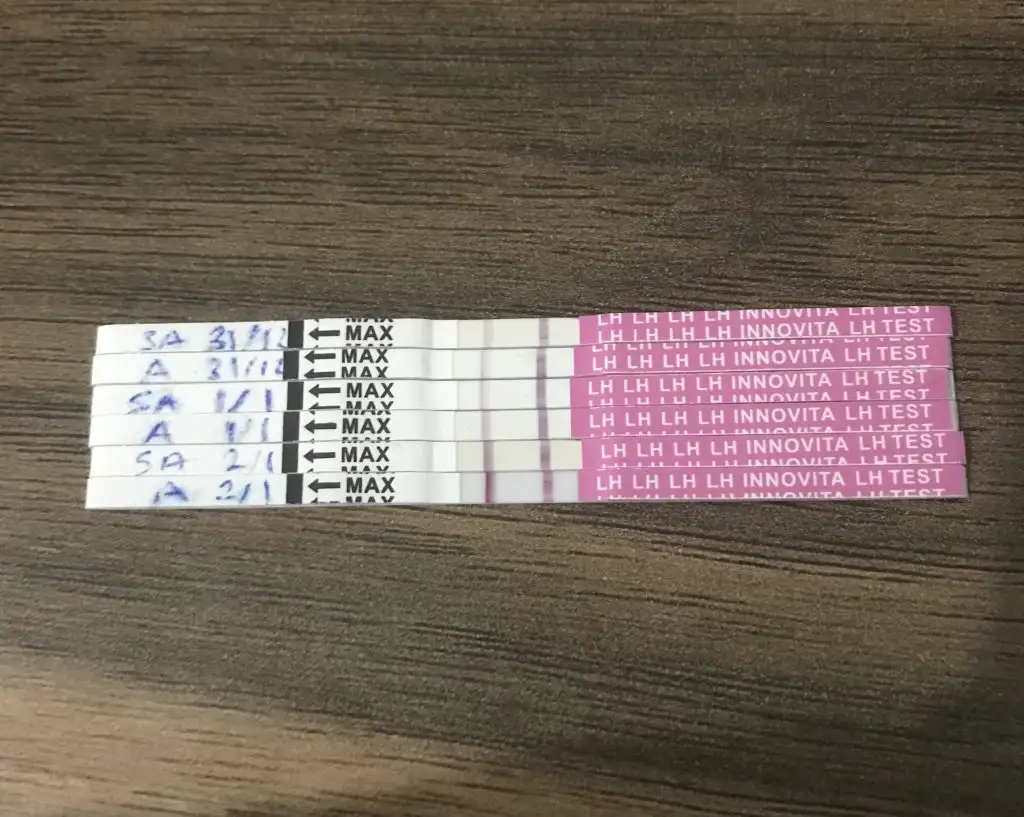 SA 31/12 MAX LH LH LH LH INNOVITA LH TEST
A 31/12 MAX LH LH LH LH INNOVITA LH TEST
SA 1/1 MAX LH LH LH LH INNOVITA LH TEST
A 1/1 MAX LH LH LH LH INNOVITA LH TEST
SA 2/1 MAX LH LH LH LH INNOVITA LH TEST
A 2/1 MAX LH LH LH LH INNOVITA LH TEST